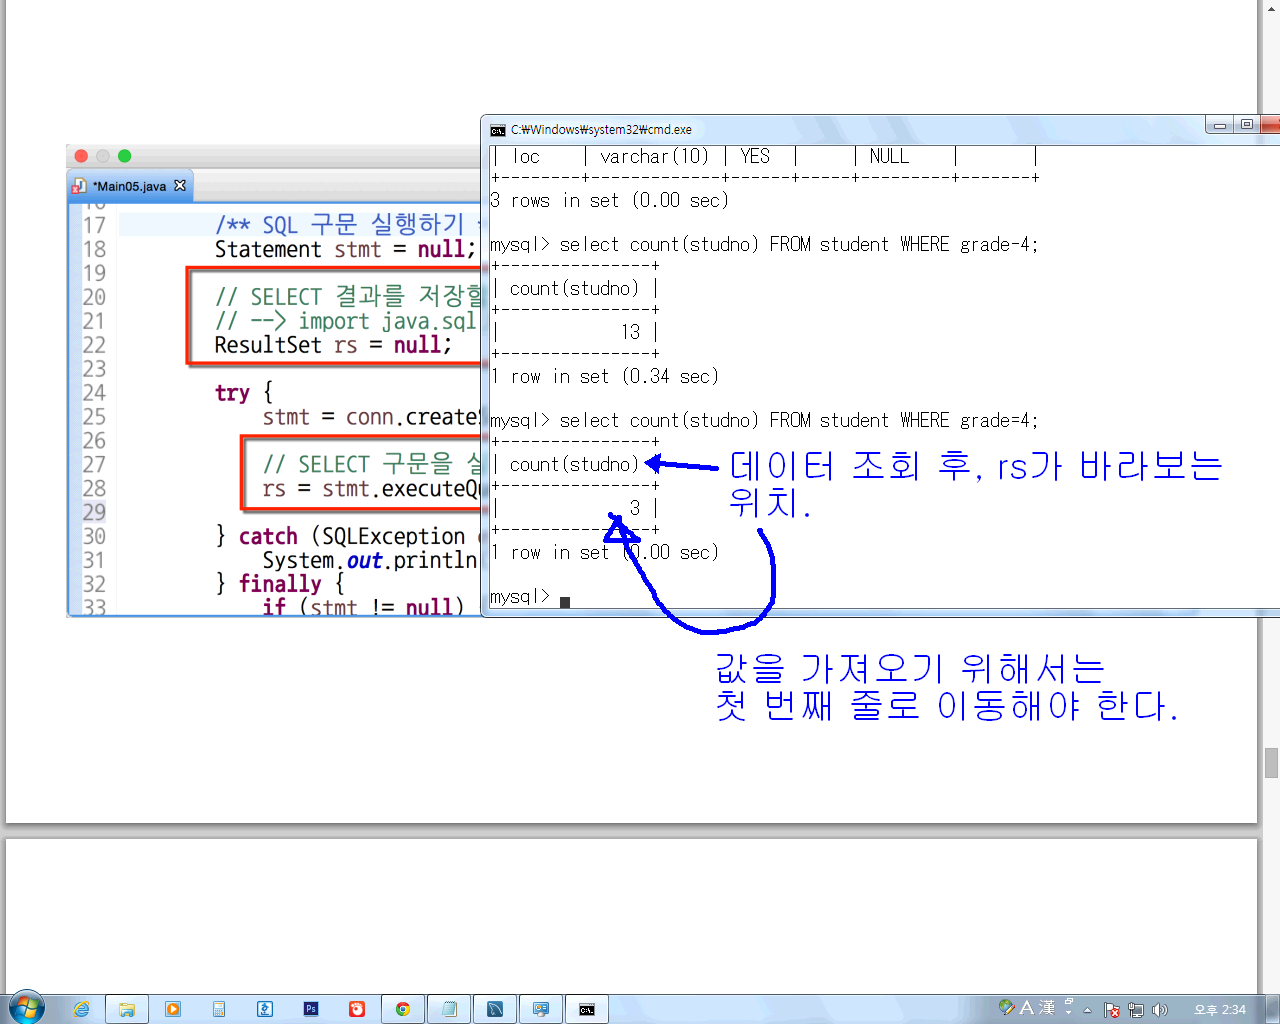 C:₩Windows₩system32₩cmd.exe
*Main05.java
17 /** SQL 구문 실행하기
18 Statement stmt = null;
19
20 // SELECT 결과를 저장할
21 // --> import java.sql
22 ResultSet rs = null;
23
24 try {
25 stmt = conn.create
26
27 // SELECT 구문을 실
28 rs = stmt.executeQu
29
30 } catch (SQLException
31 System.out.println
32 } finally {
33 if (stmt != null)
| loc | varchar(10) | YES | | NULL | |
+--------+-------------+------+-----+---------+-------+
3 rows in set (0.00 sec)
mysql> select count(studno) FROM student WHERE grade-4;
+---------------+
| count(studno) |
+---------------+
| 13 |
+---------------+
1 row in set (0.34 sec)
mysql> select count(studno) FROM student WHERE grade=4;
+---------------+
| count(studno) |
+---------------+
| 3 |
+---------------+
1 row in set (0.00 sec)
mysql>
데이터 조회 후, rs가 바라보는
위치.
값을 가져오기 위해서는
첫 번째 줄로 이동해야 한다.
Ps
A 漢
오후 2:34